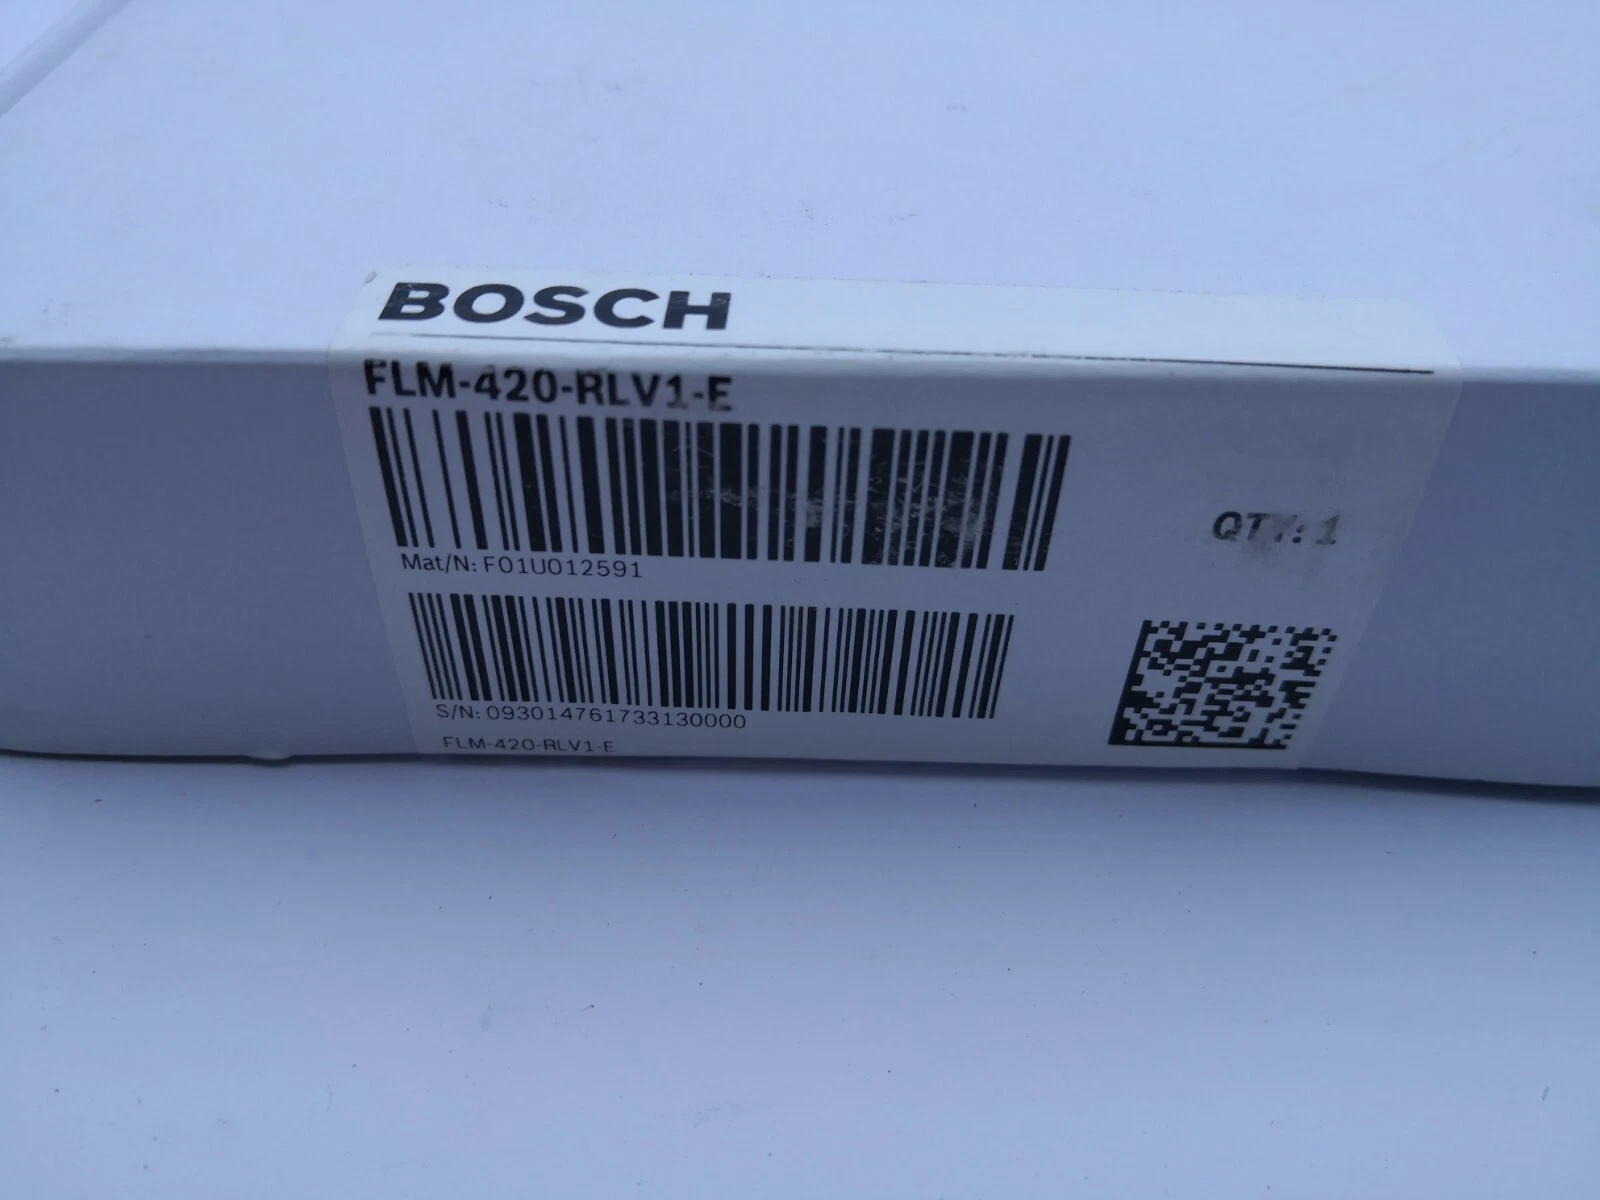 BOSCH
FLM-420-RLV1-E
Mat/N: F01U012591
QTY: 1
S/N: 093014761733130000
FLM-420-RLV1-E